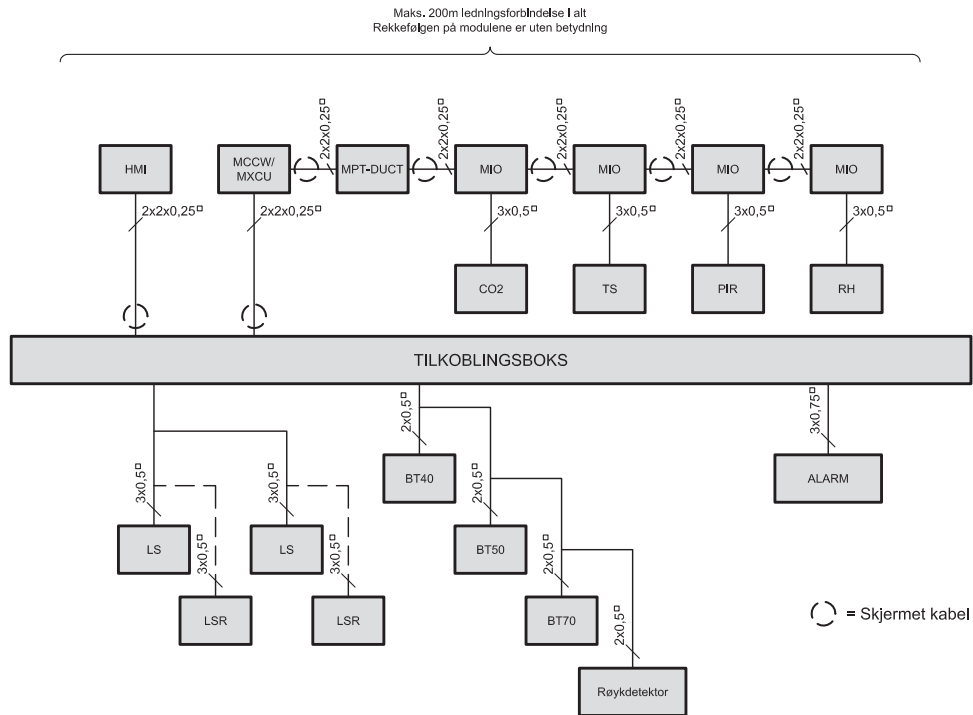 Maks. 200m ledningsforbindelse i alt
Rekkefølgen på modulene er uten betydning
2x2x0,25□
2x2x0,25□
2x2x0,25□
2x2x0,25□
2x2x0,25□
HMI
MCCW/
MXCU
MPT-DUCT
MIO
MIO
MIO
MIO
2x2x0,25□
2x2x0,25□
3x0,5□
3x0,5□
3x0,5□
3x0,5□
CO2
TS
PIR
RH
TILKOBLINGSBOKS
2x0,5□
3x0,75□
BT40
ALARM
3x0,5□
3x0,5□
2x0,5□
LS
LS
BT50
3x0,5□
3x0,5□
2x0,5□
LSR
LSR
BT70
= Skjermet kabel
2x0,5□
Røykdetektor